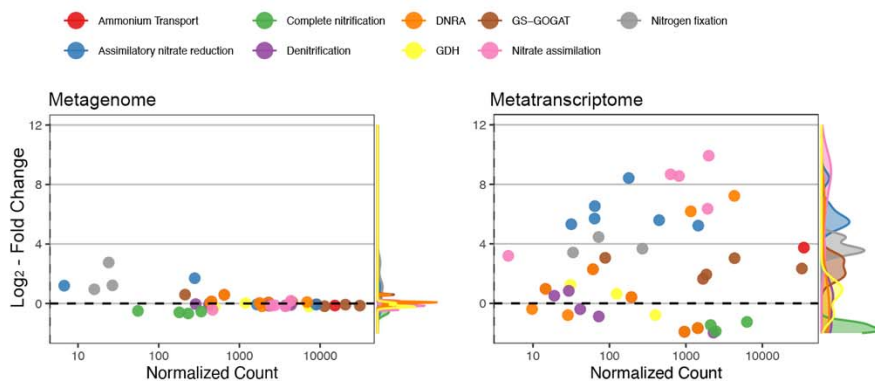 Ammonium Transport Complete nitrification DNRA GS-GOGAT Nitrogen fixation
Assimilatory nitrate reduction Denitrification GDH Nitrate assimilation
Metagenome Metatranscriptome
12 12
8 8
4 4
0 0
Log2 - Fold Change
10 100 1000 10000 10 100 1000 10000
Normalized Count Normalized Count